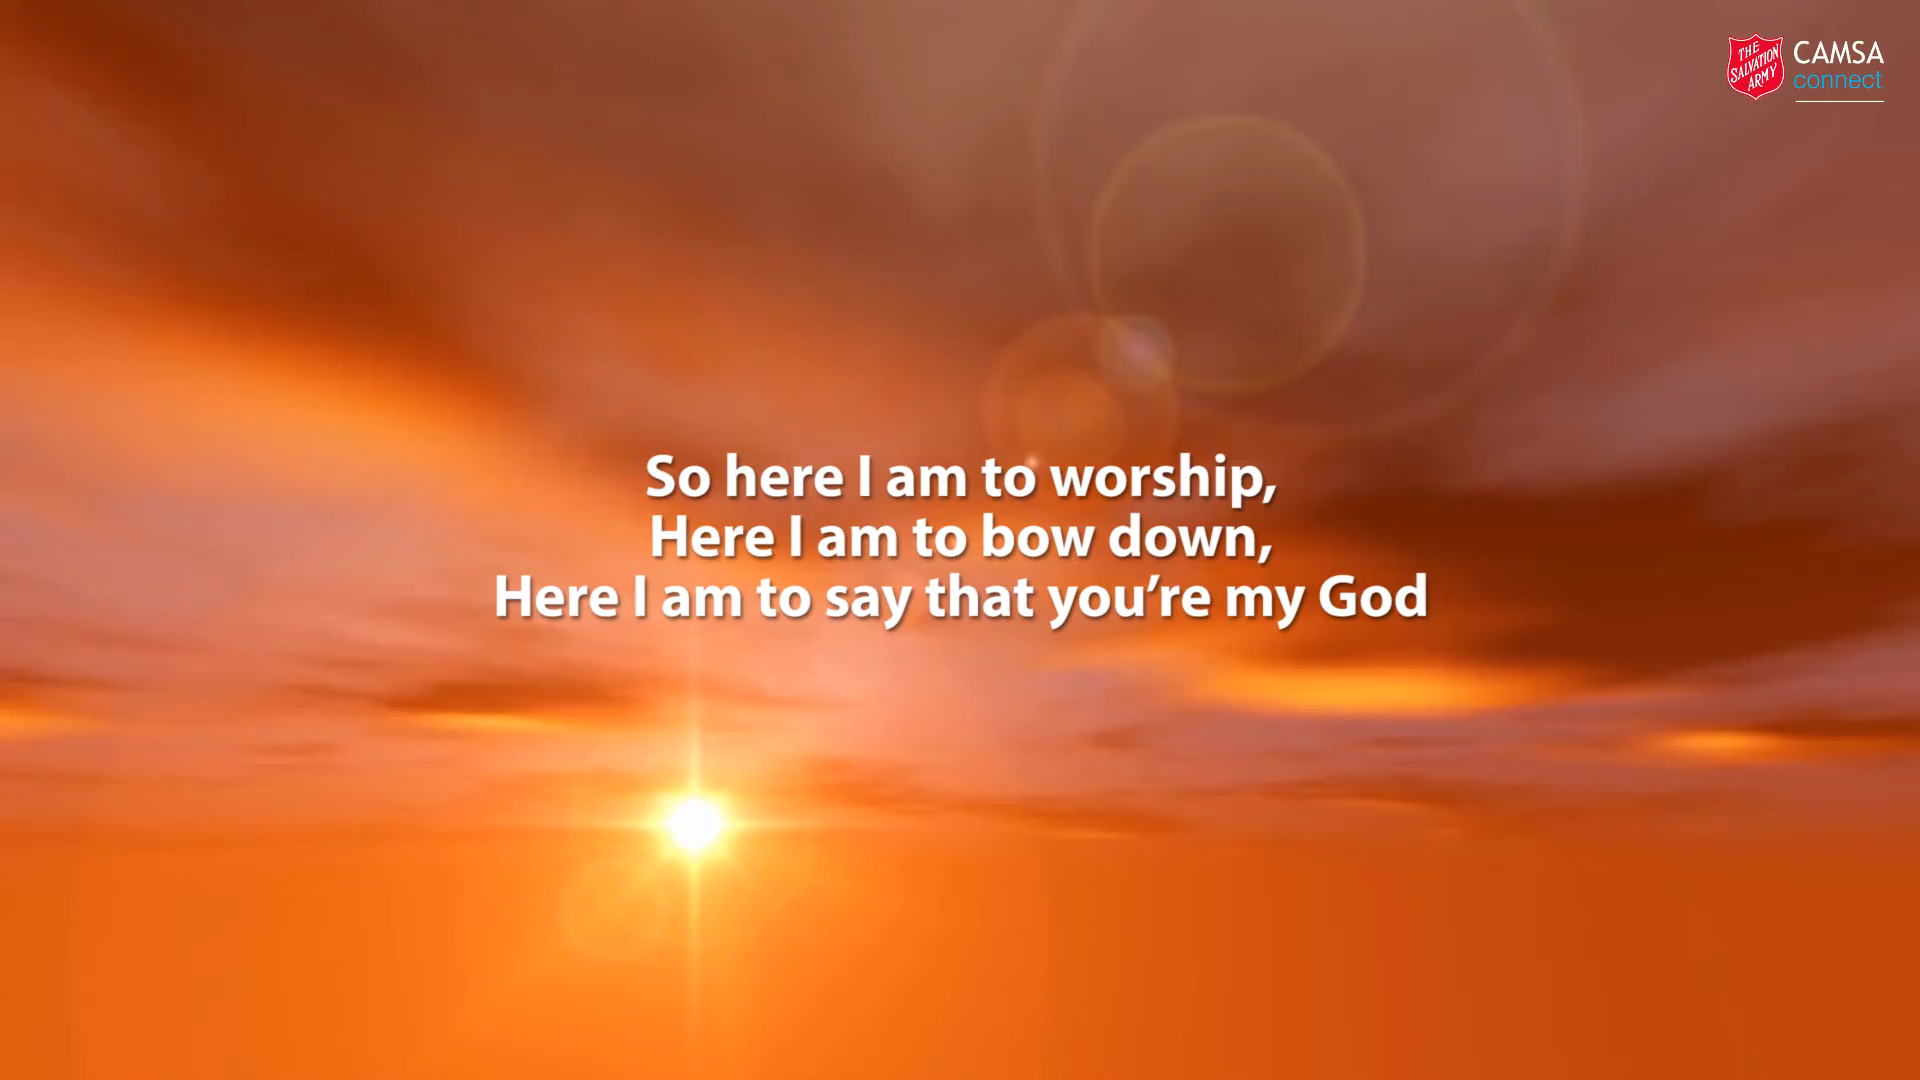 THE
SALVATION
ARMY
CAMSA
connect
So here I am to worship,
Here I am to bow down,
Here I am to say that you’re my God